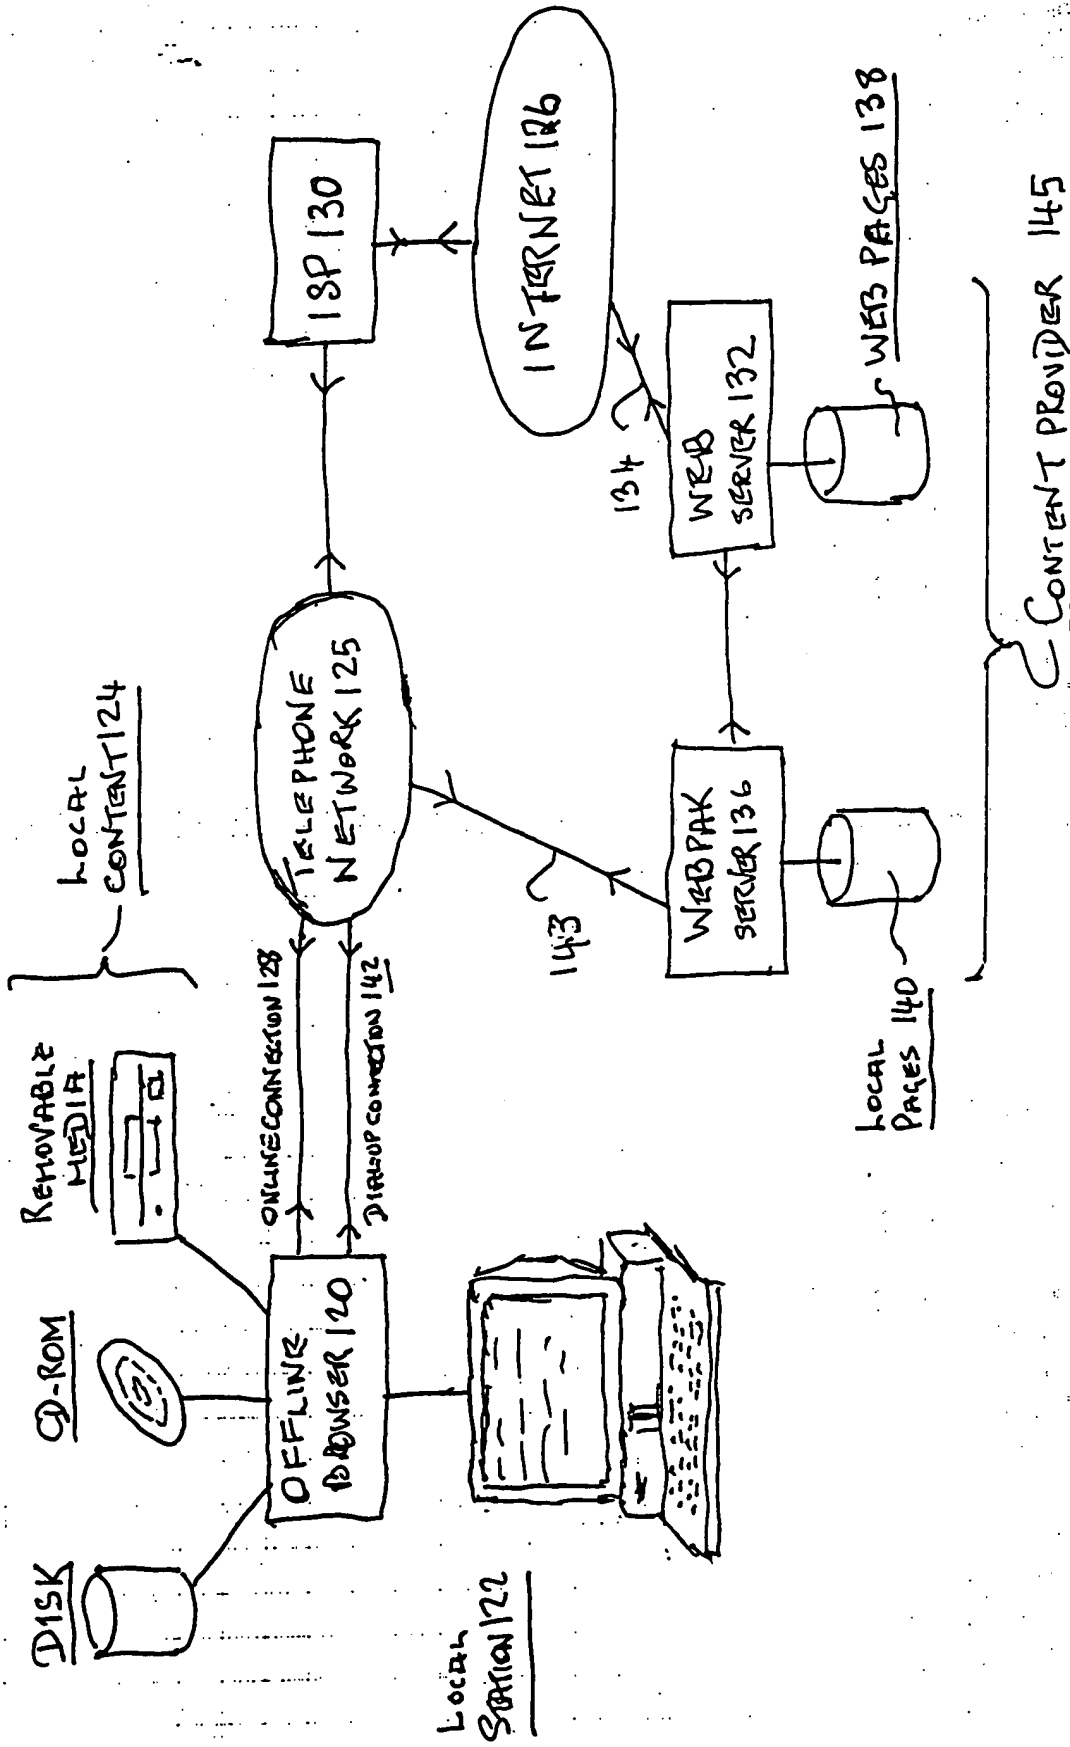 DISK
CD-ROM
REMOVABLE
MEDIA
LOCAL
CONTENT 124
OFFLINE
BROWSER 120
ONLINE CONNECTION 128
DIALUP CONNECTION 142
TELEPHONE
NETWORK 125
ISP 130
INTERNET 126
LOCAL
STATION 122
143
134
WEBPAK
SERVER 136
WEB
SERVER 132
LOCAL
PAGES 140
WEB PAGES 138
CONTENT PROVIDER 145